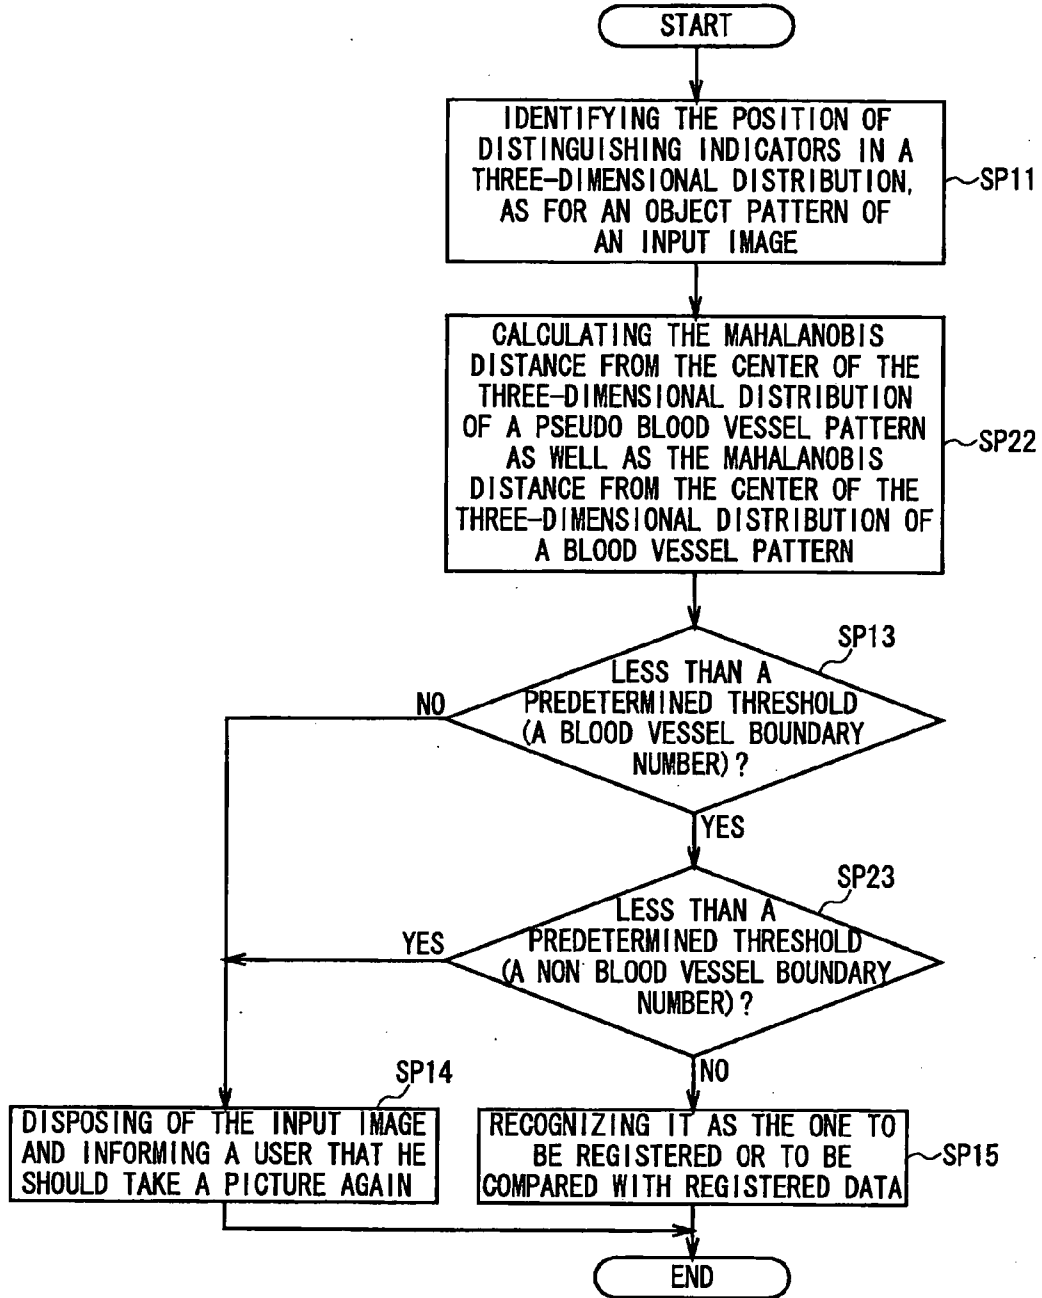 START
IDENTIFYING THE POSITION OF
DISTINGUISHING INDICATORS IN A
THREE-DIMENSIONAL DISTRIBUTION,
AS FOR AN OBJECT PATTERN OF
AN INPUT IMAGE
SP11
CALCULATING THE MAHALANOBIS
DISTANCE FROM THE CENTER OF THE
THREE-DIMENSIONAL DISTRIBUTION
OF A PSEUDO BLOOD VESSEL PATTERN
AS WELL AS THE MAHALANOBIS
DISTANCE FROM THE CENTER OF THE
THREE-DIMENSIONAL DISTRIBUTION OF
A BLOOD VESSEL PATTERN
SP22
SP13
LESS THAN A
PREDETERMINED THRESHOLD
(A BLOOD VESSEL BOUNDARY
NUMBER)?
NO
YES
SP23
LESS THAN A
PREDETERMINED THRESHOLD
(A NON BLOOD VESSEL BOUNDARY
NUMBER)?
YES
NO
SP14
DISPOSING OF THE INPUT IMAGE
AND INFORMING A USER THAT HE
SHOULD TAKE A PICTURE AGAIN
RECOGNIZING IT AS THE ONE TO
BE REGISTERED OR TO BE
COMPARED WITH REGISTERED DATA
SP15
END